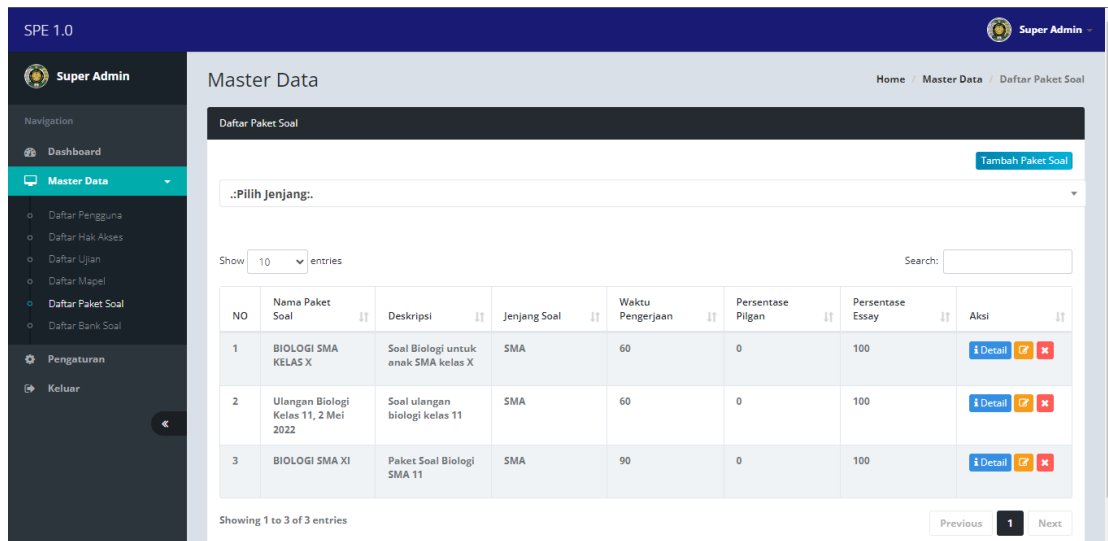 SPE 1.0
Super Admin
Super Admin
Navigation
Dashboard
Master Data
Daftar Pengguna
Daftar Hak Akses
Daftar Ujian
Daftar Mapel
Daftar Paket Soal
Daftar Bank Soal
Pengaturan
Keluar
Master Data
Home / Master Data / Daftar Paket Soal
Daftar Paket Soal
Tambah Paket Soal
.:Pilih Jenjang:.
Show 10 entries
Search:
NO
Nama Paket
Soal
Deskripsi
Jenjang Soal
Waktu
Pengerjaan
Persentase
Pilgan
Persentase
Essay
Aksi
1
BIOLOGI SMA
KELAS X
Soal Biologi untuk
anak SMA kelas X
SMA
60
0
100
Detail
2
Ulangan Biologi
Kelas 11, 2 Mei
2022
Soal ulangan
biologi kelas 11
SMA
60
0
100
Detail
3
BIOLOGI SMA XI
Paket Soal Biologi
SMA 11
SMA
90
0
100
Detail
Showing 1 to 3 of 3 entries
Previous 1 Next